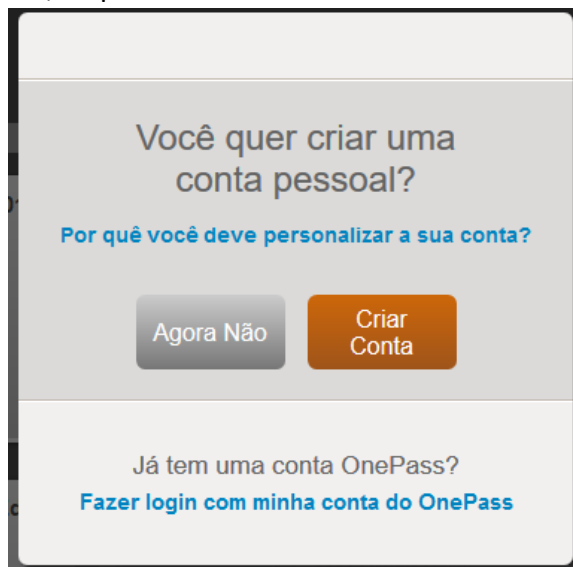 Você quer criar uma
conta pessoal?
Por quê você deve personalizar a sua conta?
Agora Não
Criar
Conta
Já tem uma conta OnePass?
Fazer login com minha conta do OnePass